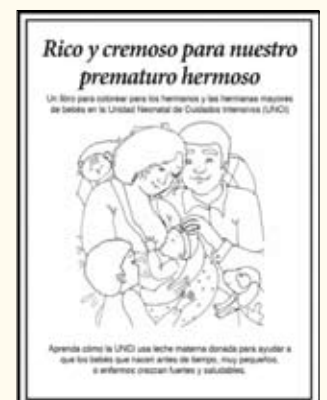 Rico y cremoso para nuestro
prematuro hermoso
Un libro para colorear para los hermanos y las hermanas mayores
de bebés en la Unidad Neonatal de Cuidados Intensivos (UNCI)
Aprenda cómo la UNCI usa leche materna donada para ayudar a
que los bebés que nacen antes de tiempo, muy pequeños,
o enfermos crezcan fuertes y saludables.